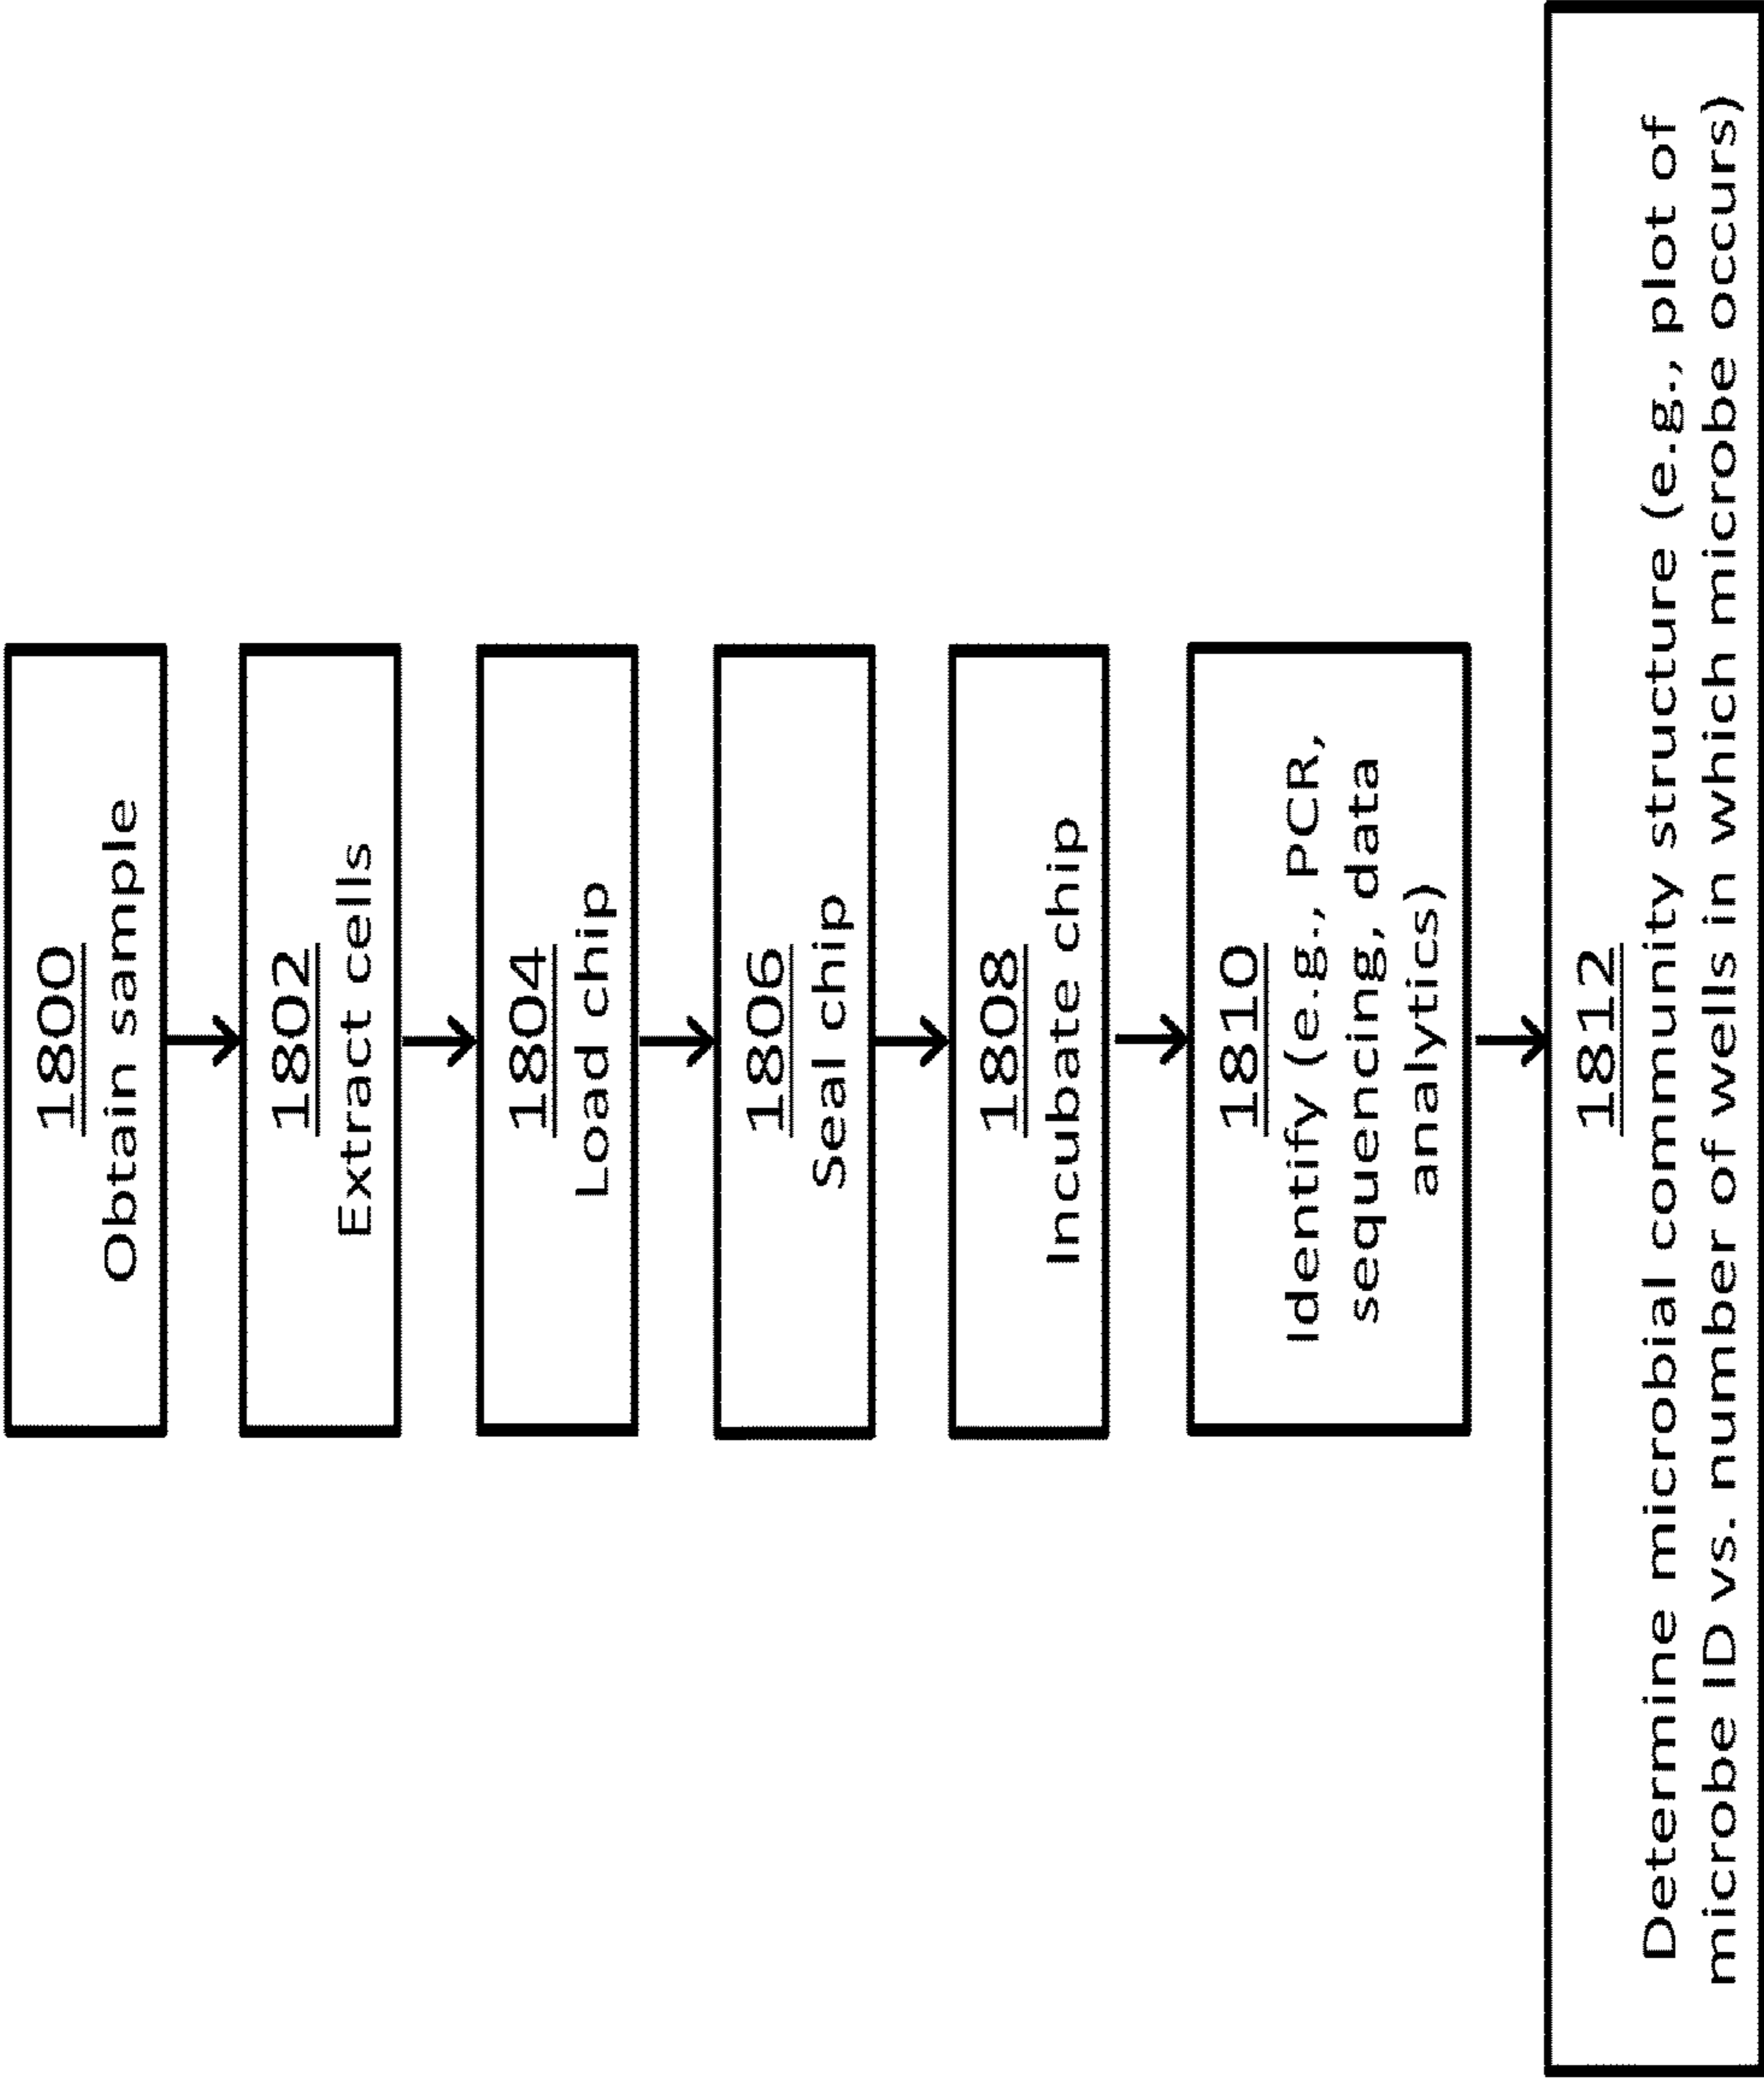 1800
Obtain sample
1802
Extract cells
1804
Load chip
1806
Seal chip
1808
Incubate chip
1810
Identify (e.g., PCR,
sequencing, data
analytics)
1812
Determine microbial community structure (e.g., plot of
microbe ID vs. number of wells in which microbe occurs)